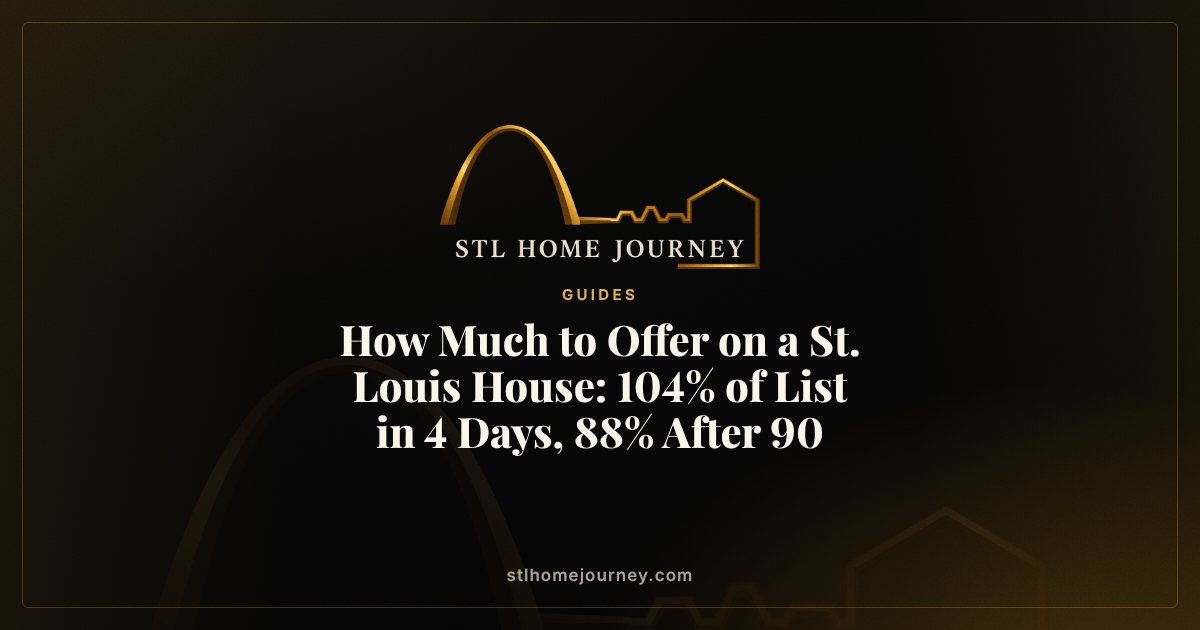 STL HOME JOURNEY
GUIDES
How Much to Offer on a St.
Louis House: 104% of List
in 4 Days, 88% After 90
stlhomejourney.com